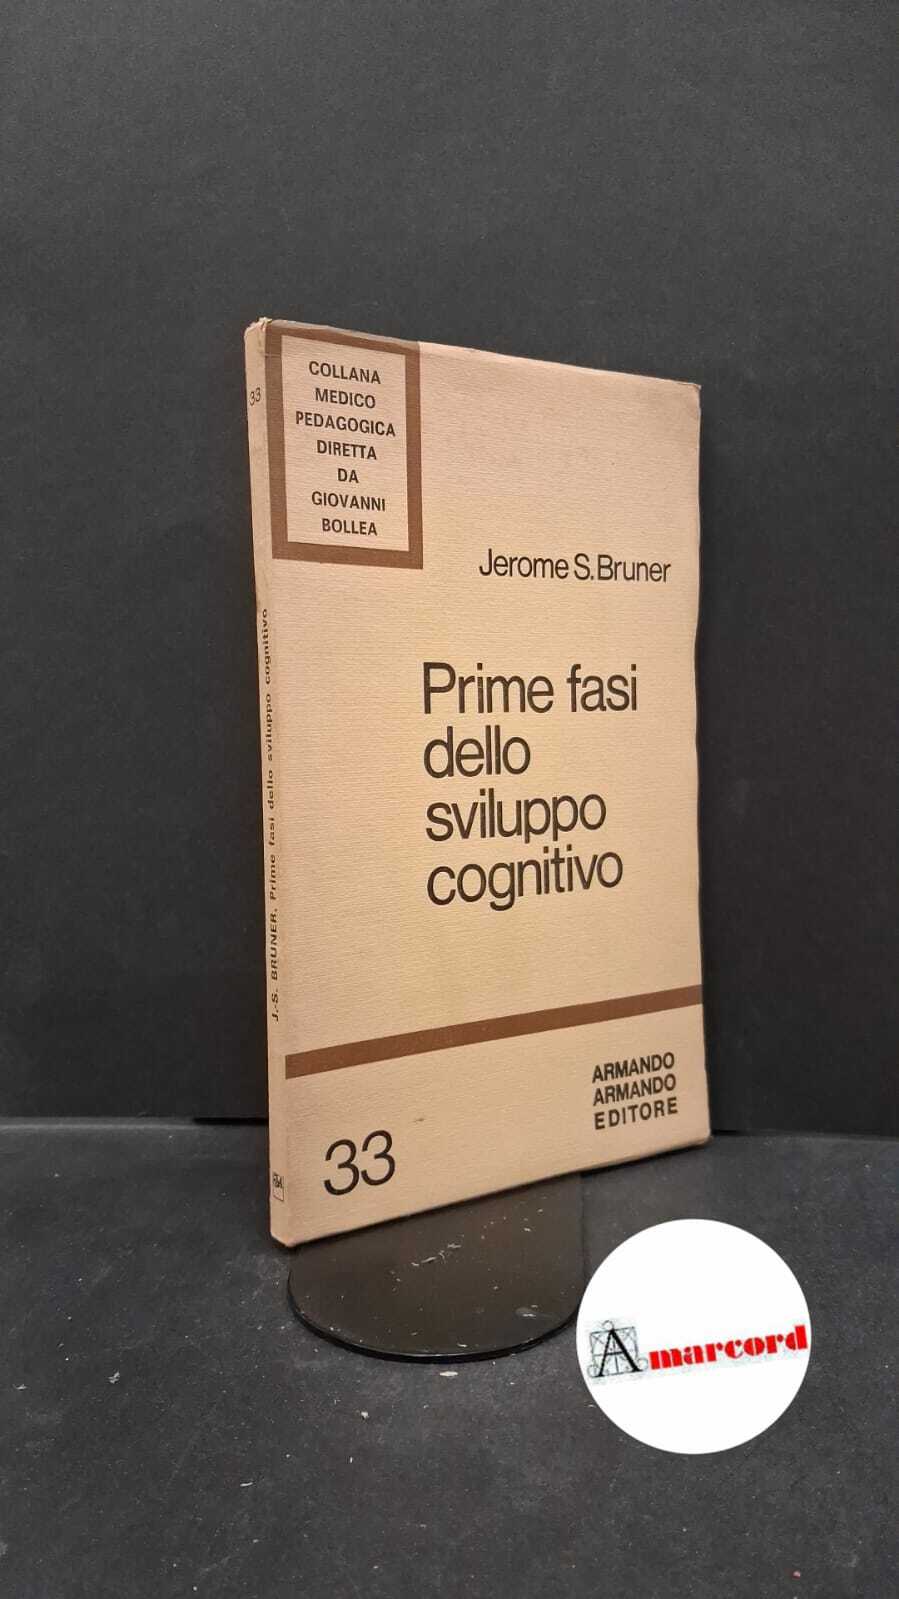 COLLANA
MEDICO
PEDAGOGICA
DIRETTA
DA
GIOVANNI
BOLLEA
Jerome S. Bruner
Prime fasi
dello
sviluppo
cognitivo
ARMANDO
ARMANDO
EDITORE
33
33
J.-S. BRUNER, Prime fasi dello sviluppo cognitivo
Amarcord